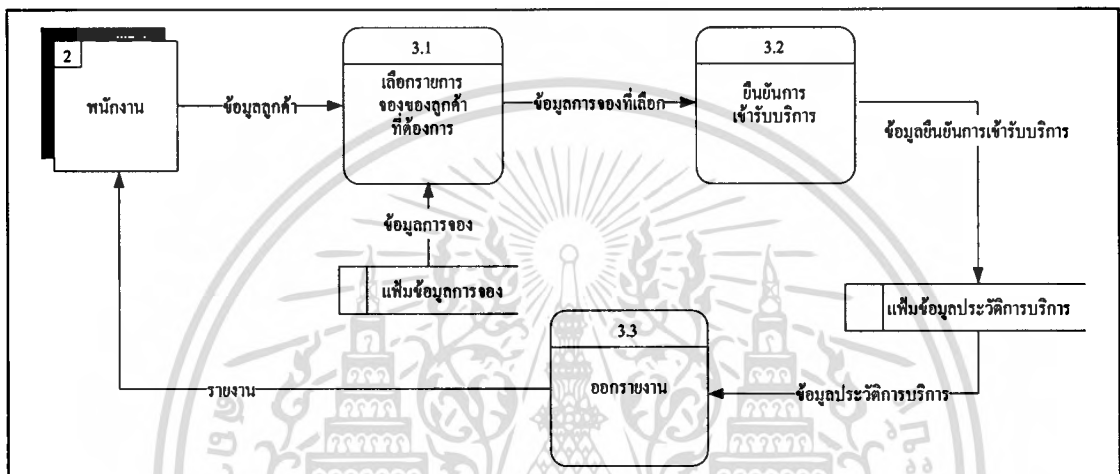 2
พนักงาน
ข้อมูลลูกค้า
3.1
เลือกรายการ
จองของลูกค้า
ที่ต้องการ
ข้อมูลการจองที่เลือก
3.2
ยืนยันการ
เข้ารับบริการ
ข้อมูลยืนยันการเข้ารับบริการ
ข้อมูลการจอง
แฟ้มข้อมูลการจอง
แฟ้มข้อมูลประวัติการบริการ
3.3
ออกรายงาน
รายงาน
ข้อมูลประวัติการบริการ